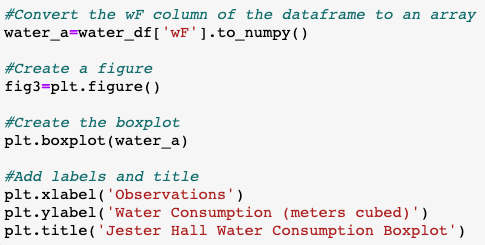 #Convert the wF column of the dataframe to an array
water_a=water_df['wF'].to_numpy()
#Create a figure
fig3=plt.figure()
#Create the boxplot
plt.boxplot(water_a)
#Add labels and title
plt.xlabel('Observations')
plt.ylabel('Water Consumption (meters cubed)')
plt.title('Jester Hall Water Consumption Boxplot')